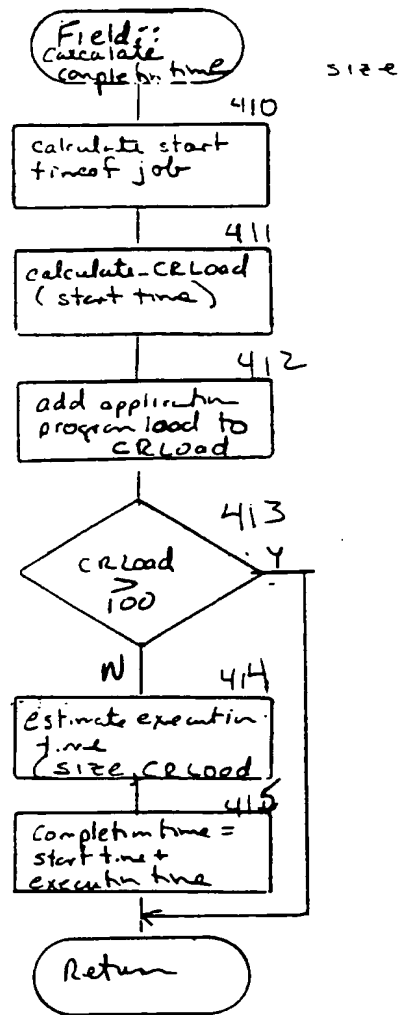 Field::
Calculate
completion time
size
410
calculate start
time of job
411
calculate-CRLoad
(start time)
412
add application
program load to
CRLoad
413
CRLoad
>
100
Y
N
414
estimate execution
time
(size, CRLoad
415
Completion time =
start time +
execution time
Return